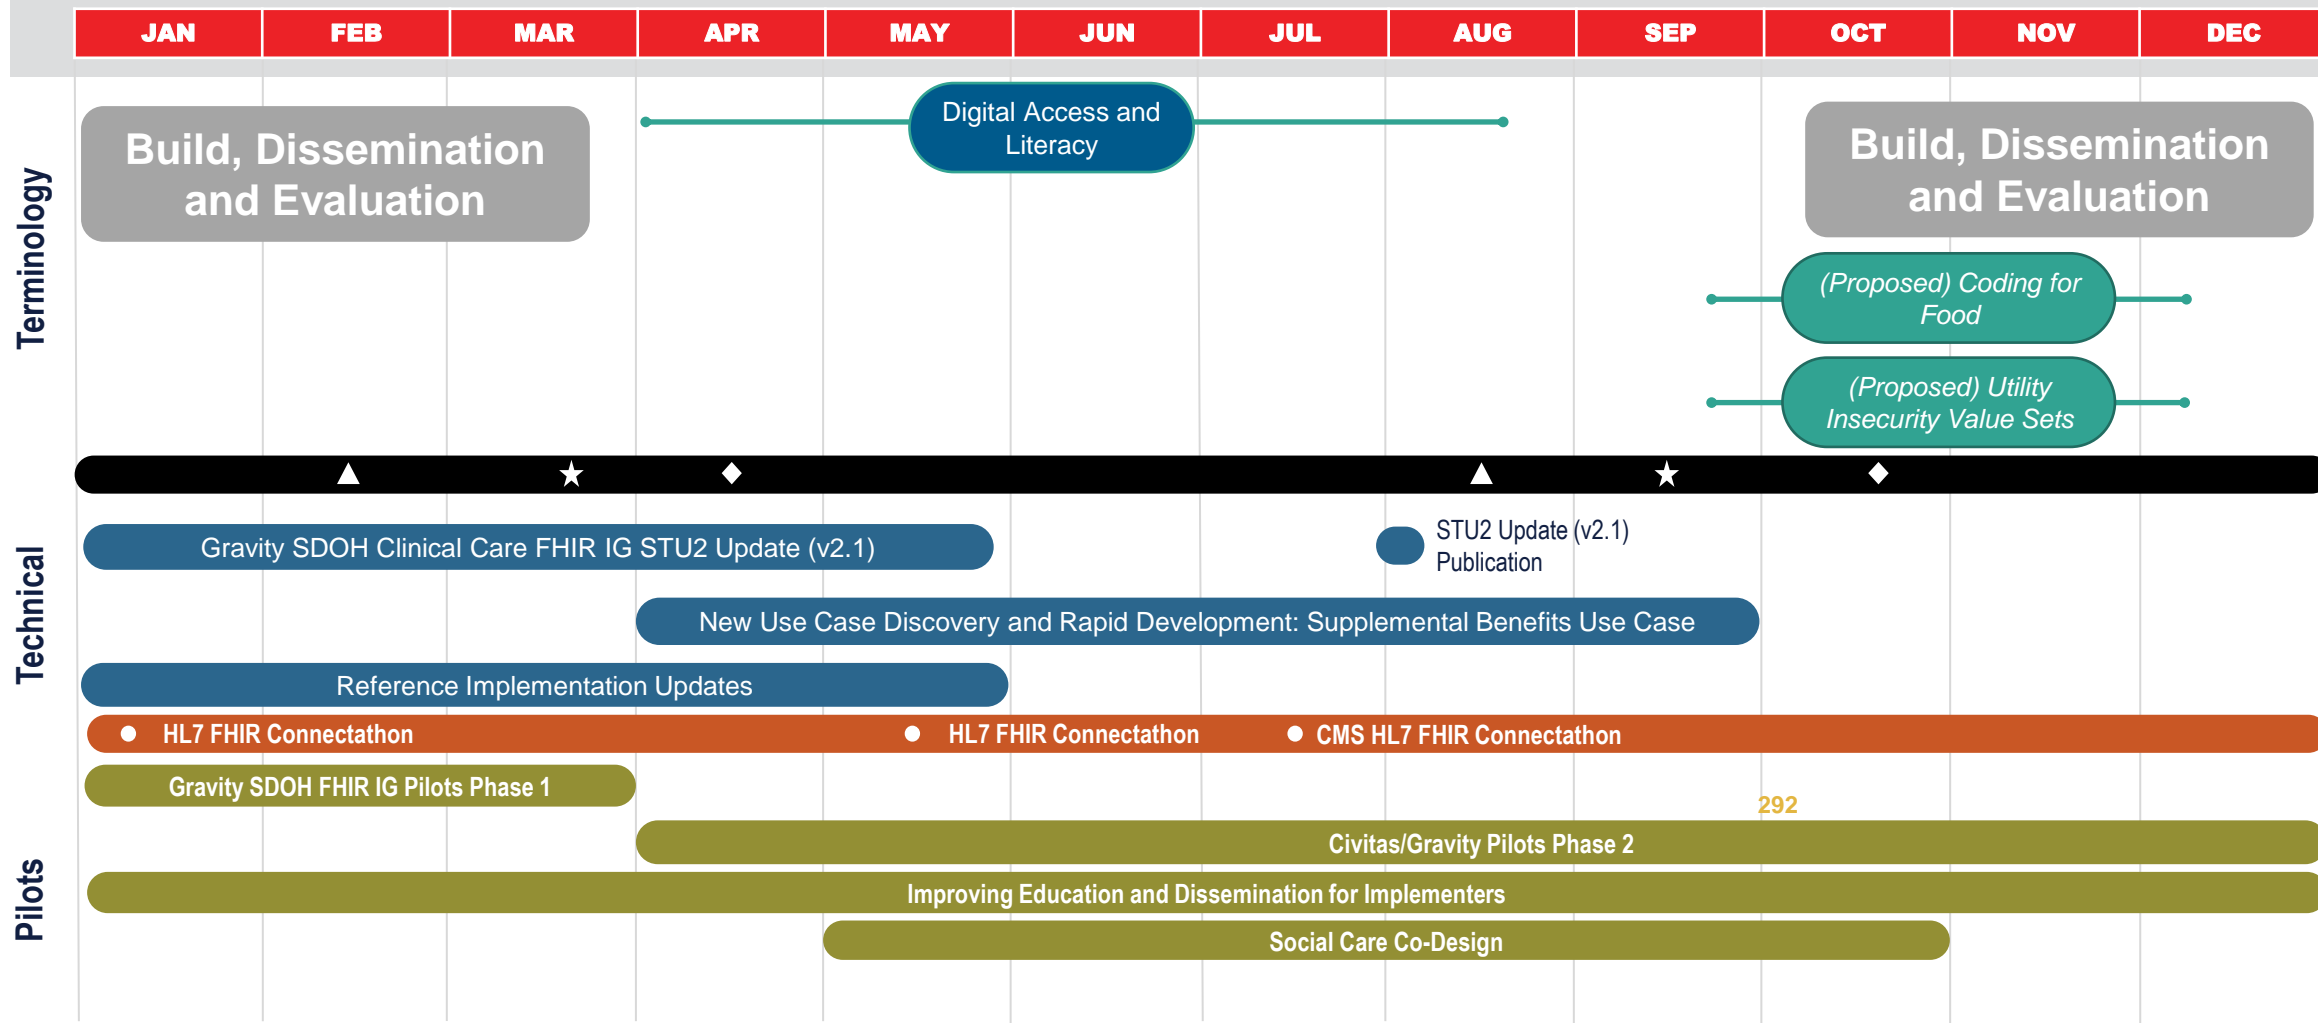 JAN FEB MAR APR MAY JUN JUL AUG SEP OCT NOV DEC
Terminology
Build, Dissemination
and Evaluation
Digital Access and
Literacy
Build, Dissemination
and Evaluation
(Proposed) Coding for
Food
(Proposed) Utility
Insecurity Value Sets
Technical
Gravity SDOH Clinical Care FHIR IG STU2 Update (v2.1)
STU2 Update (v2.1)
Publication
New Use Case Discovery and Rapid Development: Supplemental Benefits Use Case
Reference Implementation Updates
HL7 FHIR Connectathon
HL7 FHIR Connectathon
CMS HL7 FHIR Connectathon
Pilots
Gravity SDOH FHIR IG Pilots Phase 1
292
Civitas/Gravity Pilots Phase 2
Improving Education and Dissemination for Implementers
Social Care Co-Design